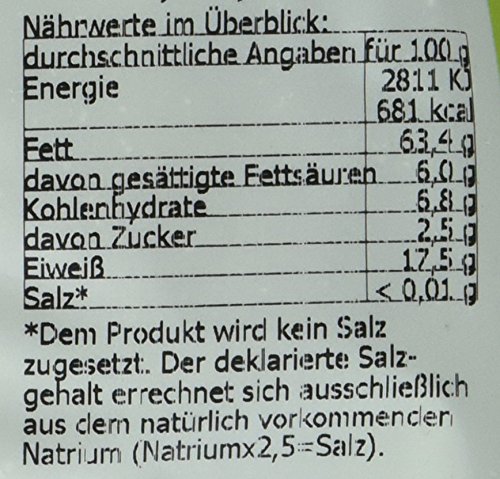 Nährwerte im Überblick:
durchschnittliche Angaben für 100 g
Energie 2811 KJ
681 kcal
Fett 63,4 g
davon gesättigte Fettsäuren 6,0 g
Kohlenhydrate 6,8 g
davon Zucker 2,5 g
Eiweiß 17,5 g
Salz* < 0,01 g
*Dem Produkt wird kein Salz
zugesetzt. Der deklarierte Salz-
gehalt errechnet sich ausschließlich
aus dem natürlich vorkommenden
Natrium (Natriumx2,5=Salz).